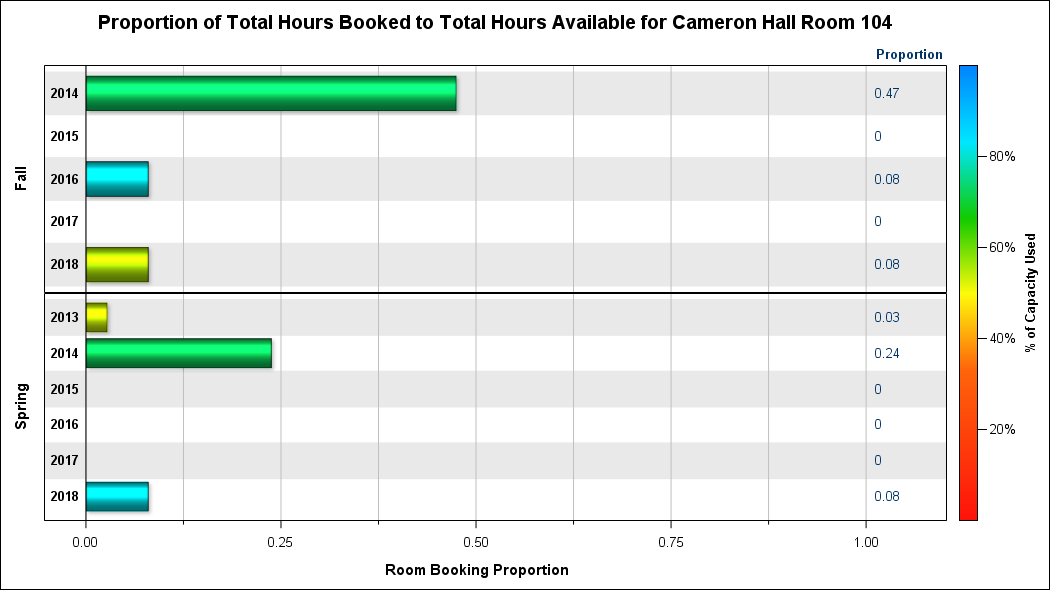 Proportion of Total Hours Booked to Total Hours Available for Cameron Hall Room 104
Proportion
Fall
2014 0.47
2015 0
2016 0.08
2017 0
2018 0.08
Spring
2013 0.03
2014 0.24
2015 0
2016 0
2017 0
2018 0.08
0.00 0.25 0.50 0.75 1.00
Room Booking Proportion
80%
60%
40%
20%
% of Capacity Used